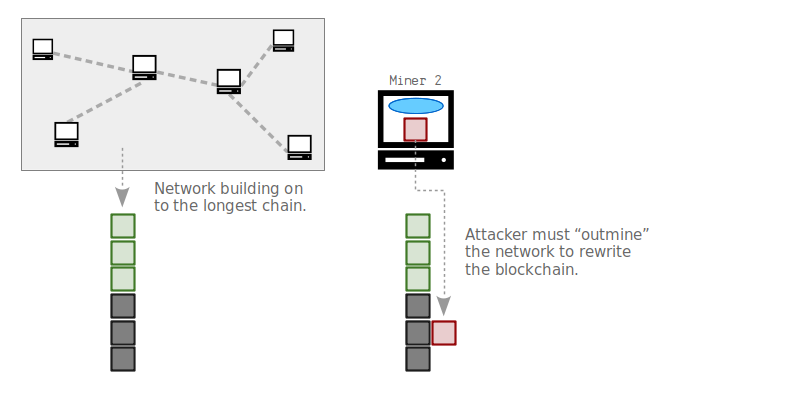 Miner 2
Network building on
to the longest chain.
Attacker must “outmine”
the network to rewrite
the blockchain.